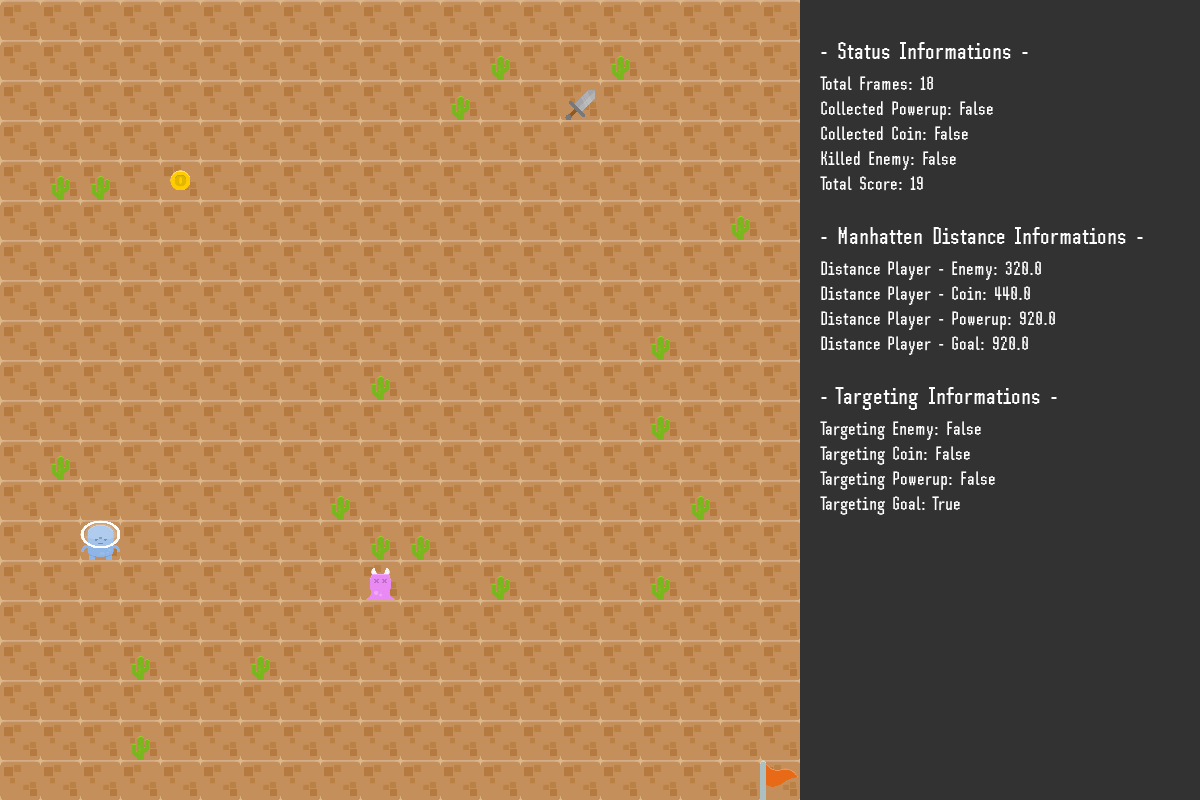 - Status Informations -
Total Frames: 18
Collected Powerup: False
Collected Coin: False
Killed Enemy: False
Total Score: 19
- Manhatten Distance Informations -
Distance Player - Enemy: 320.0
Distance Player - Coin: 440.0
Distance Player - Powerup: 920.0
Distance Player - Goal: 920.0
- Targeting Informations -
Targeting Enemy: False
Targeting Coin: False
Targeting Powerup: False
Targeting Goal: True